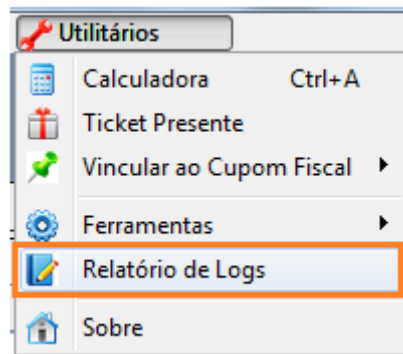 Utilitários
Calculadora Ctrl+A
Ticket Presente
Vincular ao Cupom Fiscal
Ferramentas
Relatório de Logs
Sobre